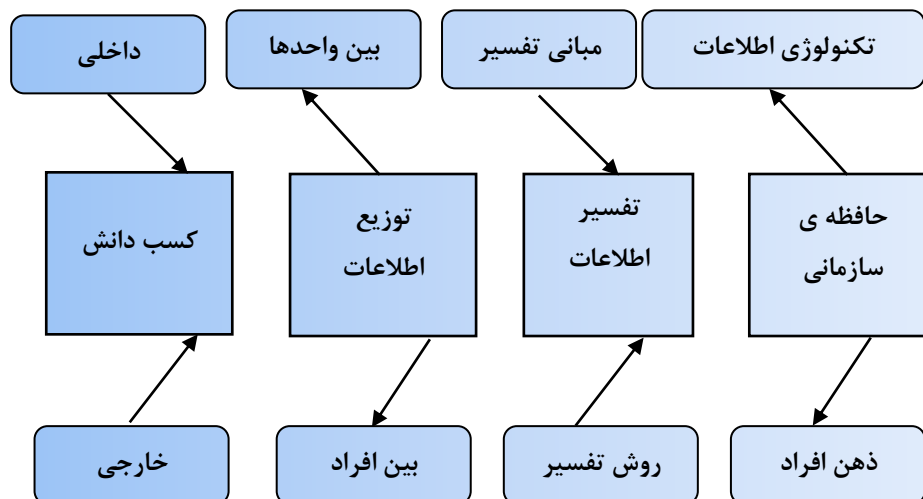 داخلی
بین واحدها
مبانی تفسیر
تکنولوژی اطلاعات
کسب دانش
توزیع
اطلاعات
تفسیر
اطلاعات
حافظه ی
سازمانی
خارجی
بین افراد
روش تفسیر
ذهن افراد